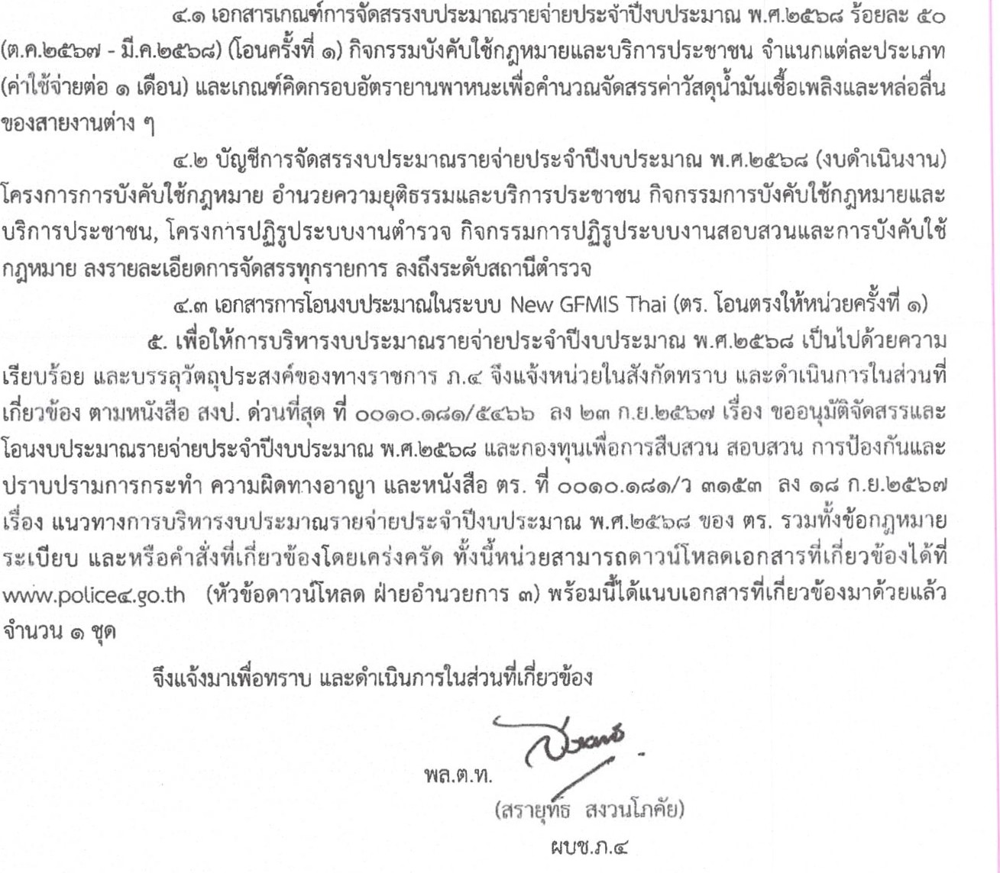 ๔.๑ เอกสารเกณฑ์การจัดสรรงบประมาณรายจ่ายประจำปีงบประมาณ พ.ศ.๒๕๖๘ ร้อยละ ๕๐
(ต.ค.๒๕๖๗ - มี.ค.๒๕๖๘) (โอนครั้งที่ ๑) กิจกรรมบังคับใช้กฎหมายและบริการประชาชน จำแนกแต่ละประเภท
(ค่าใช้จ่ายต่อ ๑ เดือน) และเกณฑ์คิดกรอบอัตรายานพาหนะเพื่อคำนวณจัดสรรค่าวัสดุน้ำมันเชื้อเพลิงและหล่อลื่น
ของสายงานต่าง ๆ
๔.๒ บัญชีการจัดสรรงบประมาณรายจ่ายประจำปีงบประมาณ พ.ศ.๒๕๖๘ (งบดำเนินงาน)
โครงการการบังคับใช้กฎหมาย อำนวยความยุติธรรมและบริการประชาชน กิจกรรมการบังคับใช้กฎหมายและ
บริการประชาชน, โครงการปฏิรูประบบงานตำรวจ กิจกรรมการปฏิรูประบบงานสอบสวนและการบังคับใช้
กฎหมาย ลงรายละเอียดการจัดสรรทุกรายการ ลงถึงระดับสถานีตำรวจ
๔.๓ เอกสารการโอนงบประมาณในระบบ New GFMIS Thai (ตร. โอนตรงให้หน่วยครั้งที่ ๑)
๕. เพื่อให้การบริหารงบประมาณรายจ่ายประจำปีงบประมาณ พ.ศ.๒๕๖๘ เป็นไปด้วยความ
เรียบร้อย และบรรลุวัตถุประสงค์ของทางราชการ ภ.๔ จึงแจ้งหน่วยในสังกัดทราบ และดำเนินการในส่วนที่
เกี่ยวข้อง ตามหนังสือ สงป. ด่วนที่สุด ที่ ๐๐๑๐.๑๘๑/๕๔๖๖ ลง ๒๓ ก.ย.๒๕๖๗ เรื่อง ขออนุมัติจัดสรรและ
โอนงบประมาณรายจ่ายประจำปีงบประมาณ พ.ศ.๒๕๖๘ และกองทุนเพื่อการสืบสวน สอบสวน การป้องกันและ
ปราบปรามการกระทำ ความผิดทางอาญา และหนังสือ ตร. ที่ ๐๐๑๐.๑๘๑/ว ๓๑๕๓ ลง ๑๘ ก.ย.๒๕๖๗
เรื่อง แนวทางการบริหารงบประมาณรายจ่ายประจำปีงบประมาณ พ.ศ.๒๕๖๘ ของ ตร. รวมทั้งข้อกฎหมาย
ระเบียบ และหรือคำสั่งที่เกี่ยวข้องโดยเคร่งครัด ทั้งนี้หน่วยสามารถดาวน์โหลดเอกสารที่เกี่ยวข้องได้ที่
www.police๔.go.th (หัวข้อดาวน์โหลด ฝ่ายอำนวยการ ๓) พร้อมนี้ได้แนบเอกสารที่เกี่ยวข้องมาด้วยแล้ว
จำนวน ๑ ชุด
จึงแจ้งมาเพื่อทราบ และดำเนินการในส่วนที่เกี่ยวข้อง
พล.ต.ท.
(สรายุทธ สงวนโภคัย)
ผบช.ภ.๔